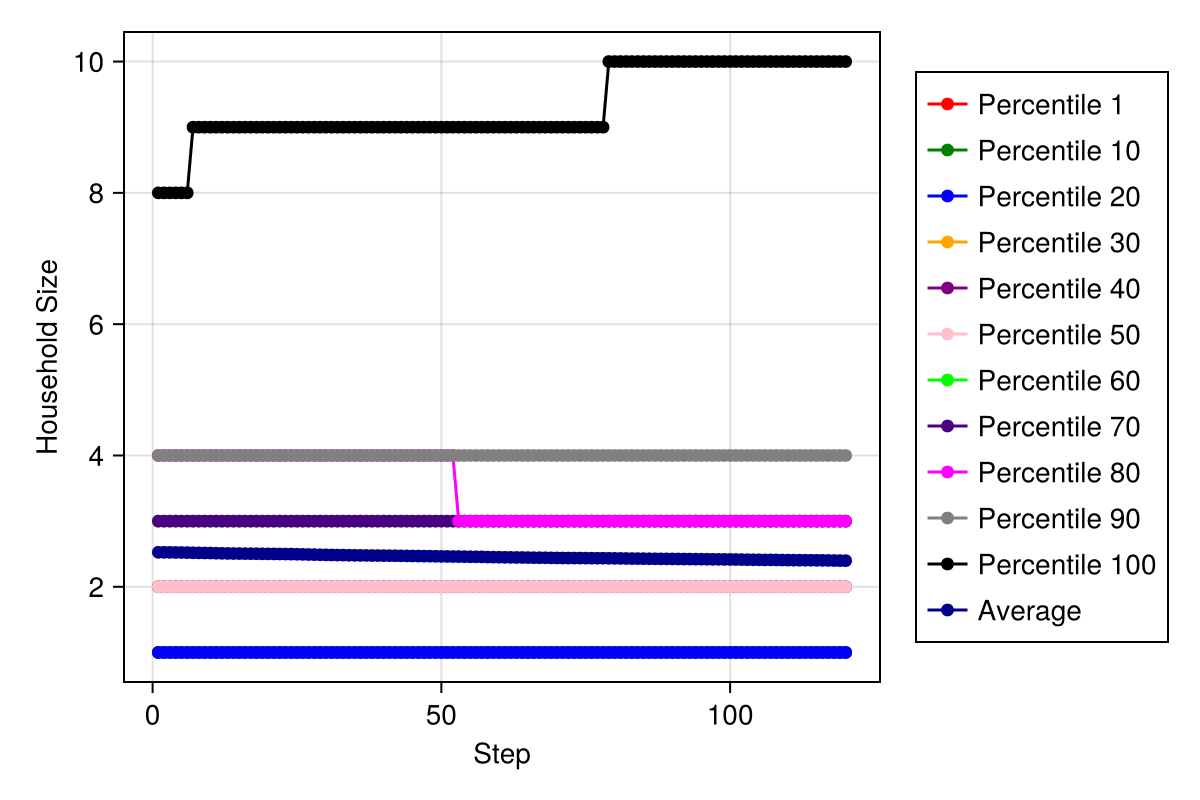 10
8
6
4
2
Household Size
0
50
100
Step
Percentile 1
Percentile 10
Percentile 20
Percentile 30
Percentile 40
Percentile 50
Percentile 60
Percentile 70
Percentile 80
Percentile 90
Percentile 100
Average